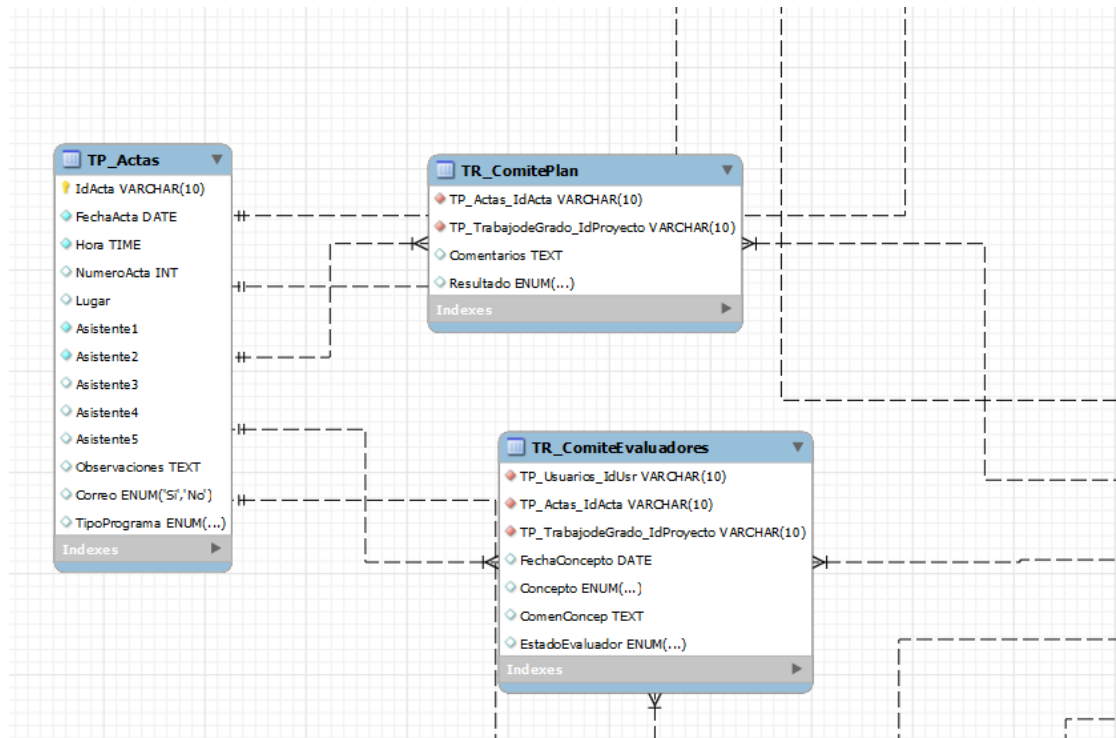 TP_Actas
IdActa VARCHAR(10)
FechaActa DATE
Hora TIME
NumeroActa INT
Lugar
Asistente1
Asistente2
Asistente3
Asistente4
Asistente5
Observaciones TEXT
Correo ENUM('Si','No')
TipoPrograma ENUM(...)
Indexes
TR_ComitePlan
TP_Actas_IdActa VARCHAR(10)
TP_TrabajodeGrado_IdProyecto VARCHAR(10)
Comentarios TEXT
Resultado ENUM(...)
Indexes
TR_ComiteEvaluadores
TP_Usuarios_IdUsr VARCHAR(10)
TP_Actas_IdActa VARCHAR(10)
TP_TrabajodeGrado_IdProyecto VARCHAR(10)
FechaConcepto DATE
Concepto ENUM(...)
ComenConcep TEXT
EstadoEvaluador ENUM(...)
Indexes